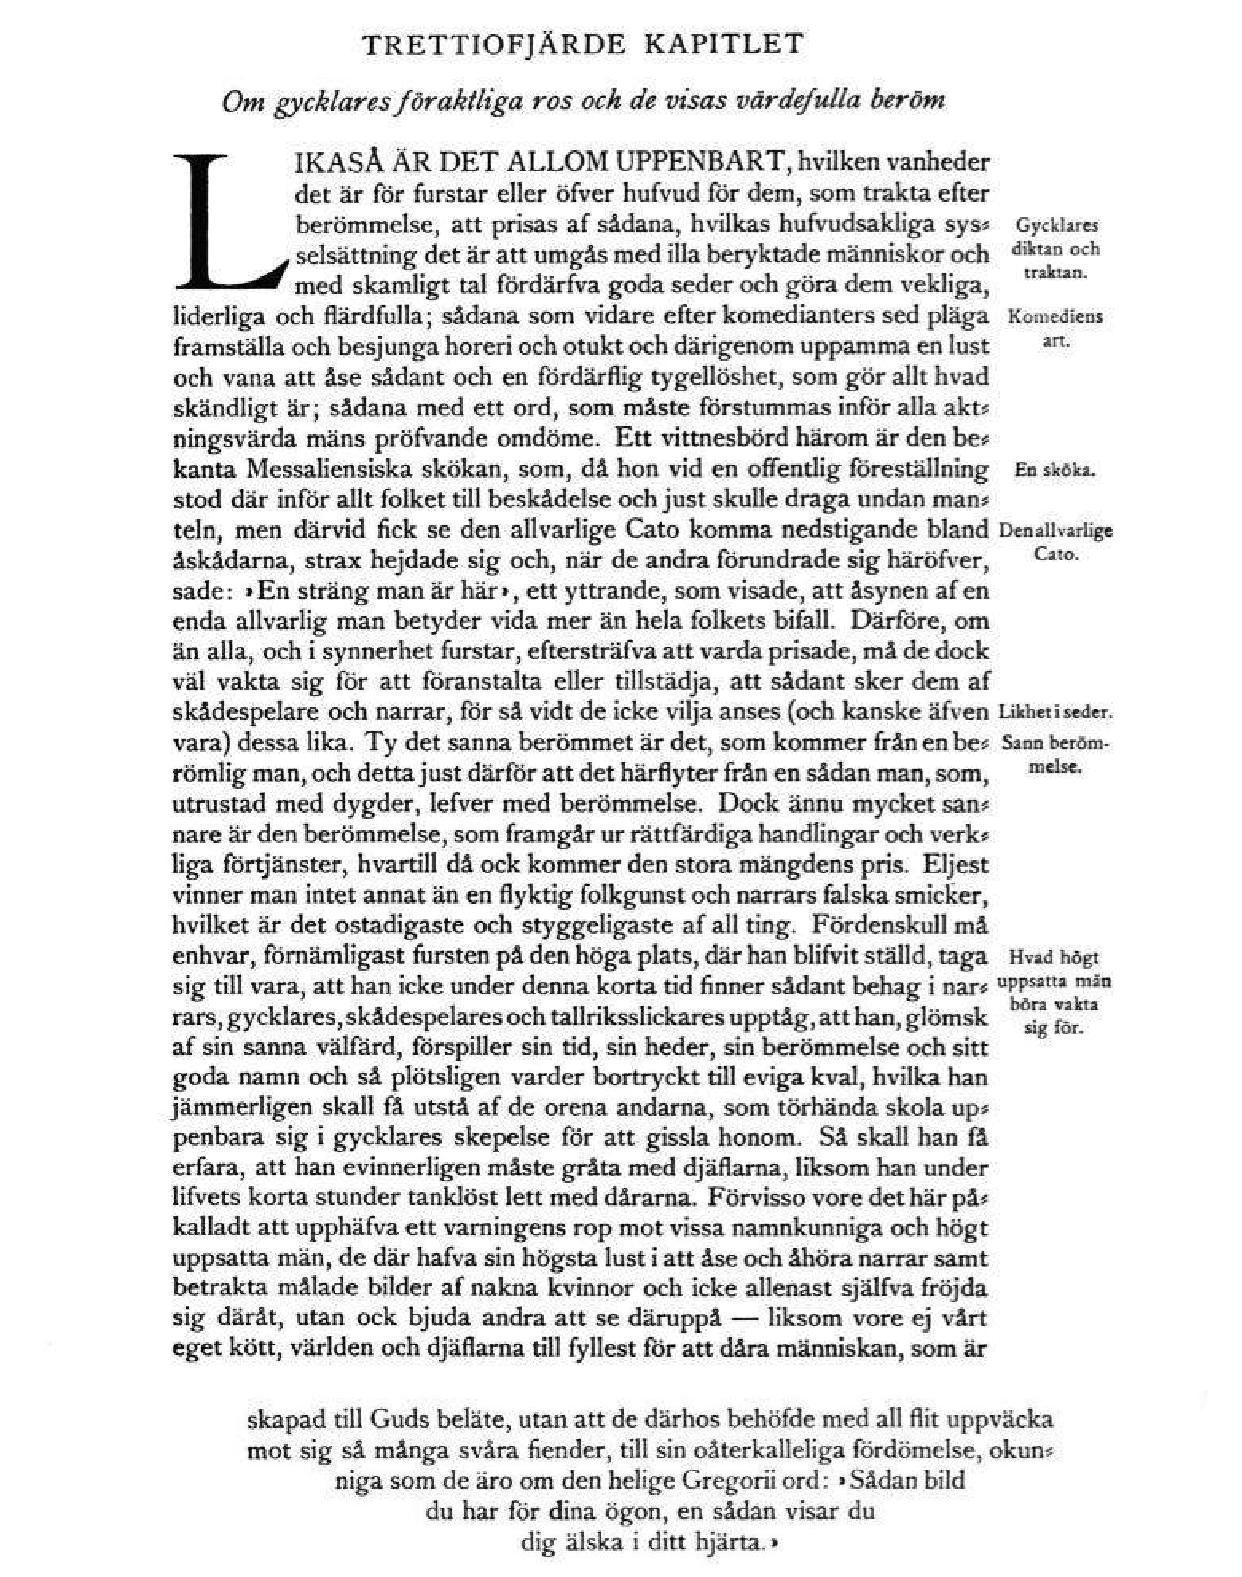 TRETTIOFJÄRDE KAPITLET
Om gycklares föraktliga ros och de visas värdefulla beröm
LIKASÅ ÄR DET ALLOM UPPENBART, hvilken vanheder
det är för furstar eller öfver hufvud för dem, som trakta efter
berömmelse, att prisas af sådana, hvilkas hufvudsakliga sys⸗
selsättning det är att umgås med illa beryktade människor och
med skamligt tal fördärfva goda seder och göra dem vekliga,
Gycklares
diktan och
traktan.
liderliga och flärdfulla; sådana som vidare efter komedianters sed pläga
framställa och besjunga horeri och otukt och därigenom uppamma en lust
Komediens
art.
och vana att åse sådant och en fördärflig tygellöshet, som gör allt hvad
skändligt är; sådana med ett ord, som måste förstummas inför alla akt⸗
ningsvärda mäns pröfvande omdöme. Ett vittnesbörd härom är den be⸗
kanta Messaliensiska skökan, som, då hon vid en offentlig föreställning
En sköka.
stod där inför allt folket till beskådelse och just skulle draga undan man⸗
teln, men därvid fick se den allvarlige Cato komma nedstigande bland
åskådarna, strax hejdade sig och, när de andra förundrade sig häröfver,
Den allvarlige
Cato.
sade: »En sträng man är här», ett yttrande, som visade, att åsynen af en
enda allvarlig man betyder vida mer än hela folkets bifall. Därföre, om
än alla, och i synnerhet furstar, eftersträfva att varda prisade, må de dock
väl vakta sig för att föranstalta eller tillstädja, att sådant sker dem af
skådespelare och narrar, för så vidt de icke vilja anses (och kanske äfven
Likhet i seder.
vara) dessa lika. Ty det sanna berömmet är det, som kommer från en be⸗
römlig man, och detta just därför att det härflyter från en sådan man, som,
Sann beröm-
melse.
utrustad med dygder, lefver med berömmelse. Dock ännu mycket san⸗
nare är den berömmelse, som framgår ur rättfärdiga handlingar och verk⸗
liga förtjänster, hvartill då ock kommer den stora mängdens pris. Eljest
vinner man intet annat än en flyktig folkgunst och narrars falska smicker,
hvilket är det ostadigaste och styggeligaste af all ting. Fördenskull må
enhvar, förnämligast fursten på den höga plats, där han blifvit ställd, taga
sig till vara, att han icke under denna korta tid finner sådant behag i nar⸗
rars, gycklares, skådespelares och tallriksslickares upptåg, att han, glömsk
Hvad högt
uppsatta män
böra vakta
sig för.
af sin sanna välfärd, förspiller sin tid, sin heder, sin berömmelse och sitt
goda namn och så plötsligen varder bortryckt till eviga kval, hvilka han
jämmerligen skall få utstå af de orena andarna, som törhända skola up⸗
penbara sig i gycklares skepelse för att gissla honom. Så skall han få
erfara, att han evinnerligen måste gråta med djäflarna, liksom han under
lifvets korta stunder tanklöst lett med dårarna. Förvisso vore det här på⸗
kalladt att upphäfva ett varningens rop mot vissa namnkunniga och högt
uppsatta män, de där hafva sin högsta lust i att åse och åhöra narrar samt
betrakta målade bilder af nakna kvinnor och icke allenast själfva fröjda
sig däråt, utan ock bjuda andra att se däruppå — liksom vore ej vårt
eget kött, världen och djäflarna till fyllest för att dåra människan, som är
skapad till Guds beläte, utan att de därhos behöfde med all flit uppväcka
mot sig så många svåra fiender, till sin oåterkalleliga fördömelse, okun⸗
niga som de äro om den helige Gregorii ord: »Sådan bild
du har för dina ögon, en sådan visar du
dig älska i ditt hjärta.»